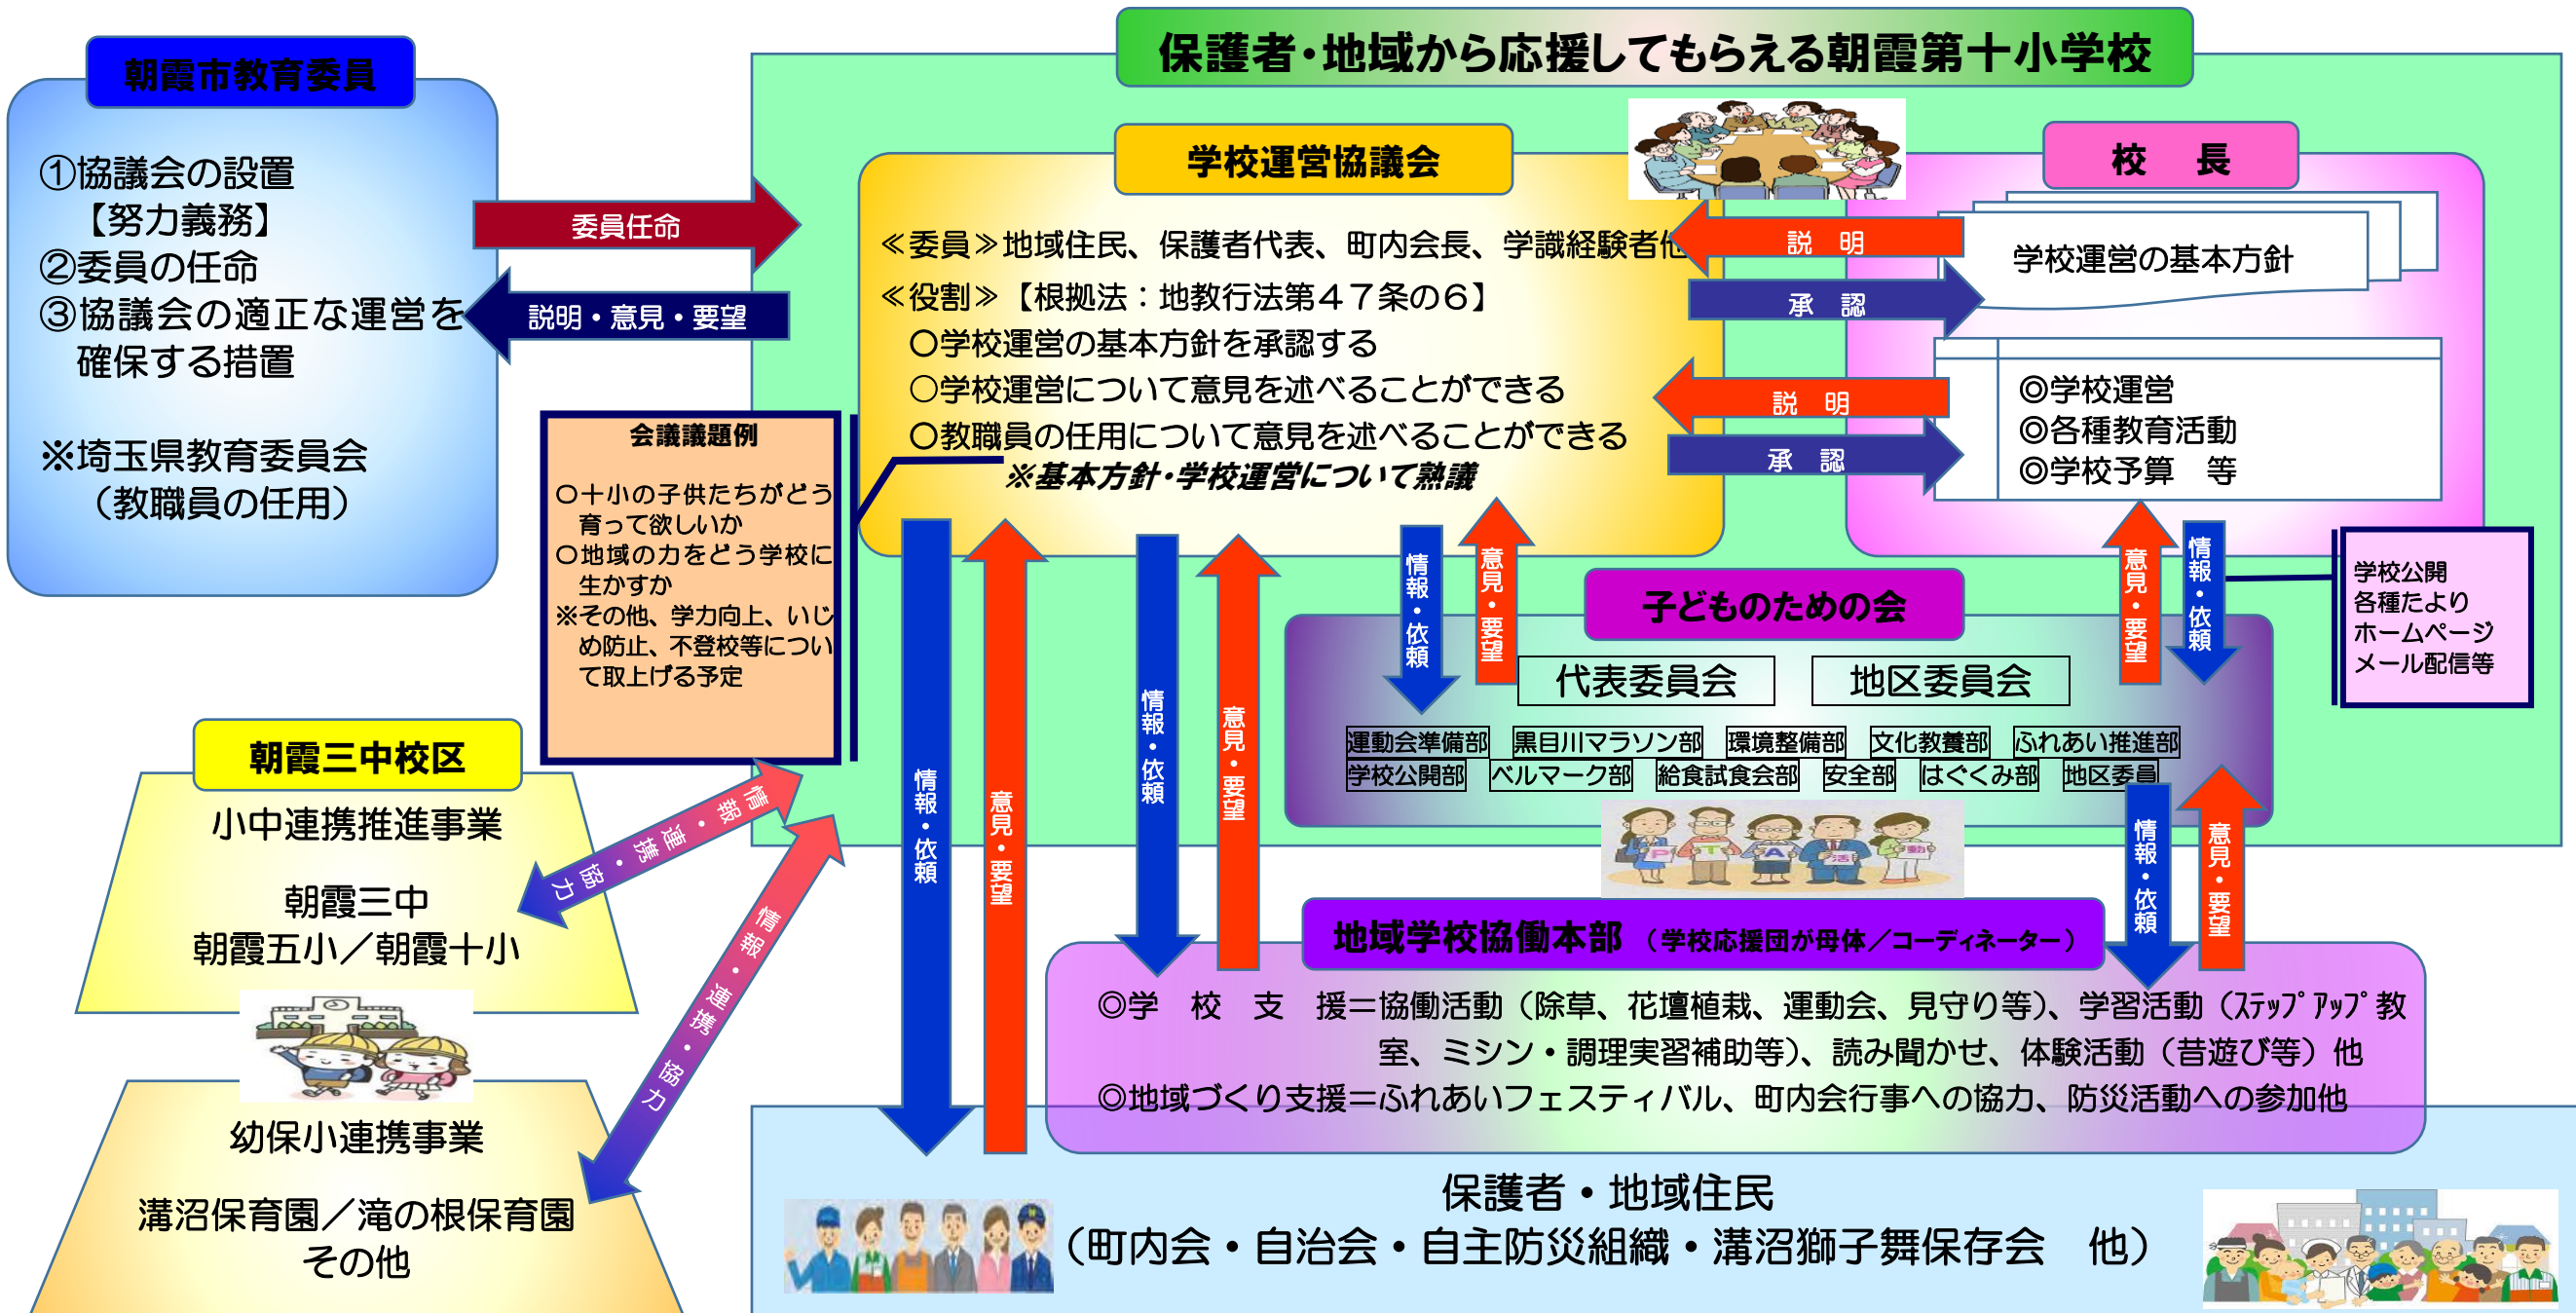 保護者・地域から応援してもらえる朝霞第十小学校
朝霞市教育委員
①協議会の設置
【努力義務】
②委員の任命
③協議会の適正な運営を
確保する措置
※埼玉県教育委員会
（教職員の任用）
委員任命
説明・意見・要望
学校運営協議会
≪委員≫地域住民、保護者代表、町内会長、学識経験者他
≪役割≫【根拠法：地教行法第４７条の６】
〇学校運営の基本方針を承認する
○学校運営について意見を述べることができる
〇教職員の任用について意見を述べることができる
※基本方針・学校運営について熟議
校　長
説　明
承　認
学校運営の基本方針
説　明
承　認
◎学校運営
◎各種教育活動
◎学校予算　等
会議議題例
〇十小の子供たちがどう
育って欲しいか
〇地域の力をどう学校に
生かすか
※その他、学力向上、いじ
め防止、不登校等につい
て取上げる予定
情報・依頼
意見・要望
情報・依頼
意見・要望
情報・依頼
意見・要望
意見・要望
情報・依頼
学校公開
各種たより
ホームページ
メール配信等
子どものための会
代表委員会　地区委員会
運動会準備部　黒目川マラソン部　環境整備部　文化教養部　ふれあい推進部
学校公開部　ベルマーク部　給食試食会部　安全部　はぐくみ部　地区委員
PTA活動
情報・依頼
意見・要望
朝霞三中校区
小中連携推進事業
朝霞三中
朝霞五小／朝霞十小
情報・連携・協力
情報・連携・協力
幼保小連携事業
溝沼保育園／滝の根保育園
その他
地域学校協働本部（学校応援団が母体／コーディネーター）
◎学　校　支　援＝協働活動（除草、花壇植栽、運動会、見守り等）、学習活動（ｽﾃｯﾌﾟｱｯﾌﾟ教
室、ミシン・調理実習補助等）、読み聞かせ、体験活動（昔遊び等）他
◎地域づくり支援＝ふれあいフェスティバル、町内会行事への協力、防災活動への参加他
保護者・地域住民
（町内会・自治会・自主防災組織・溝沼獅子舞保存会　他）